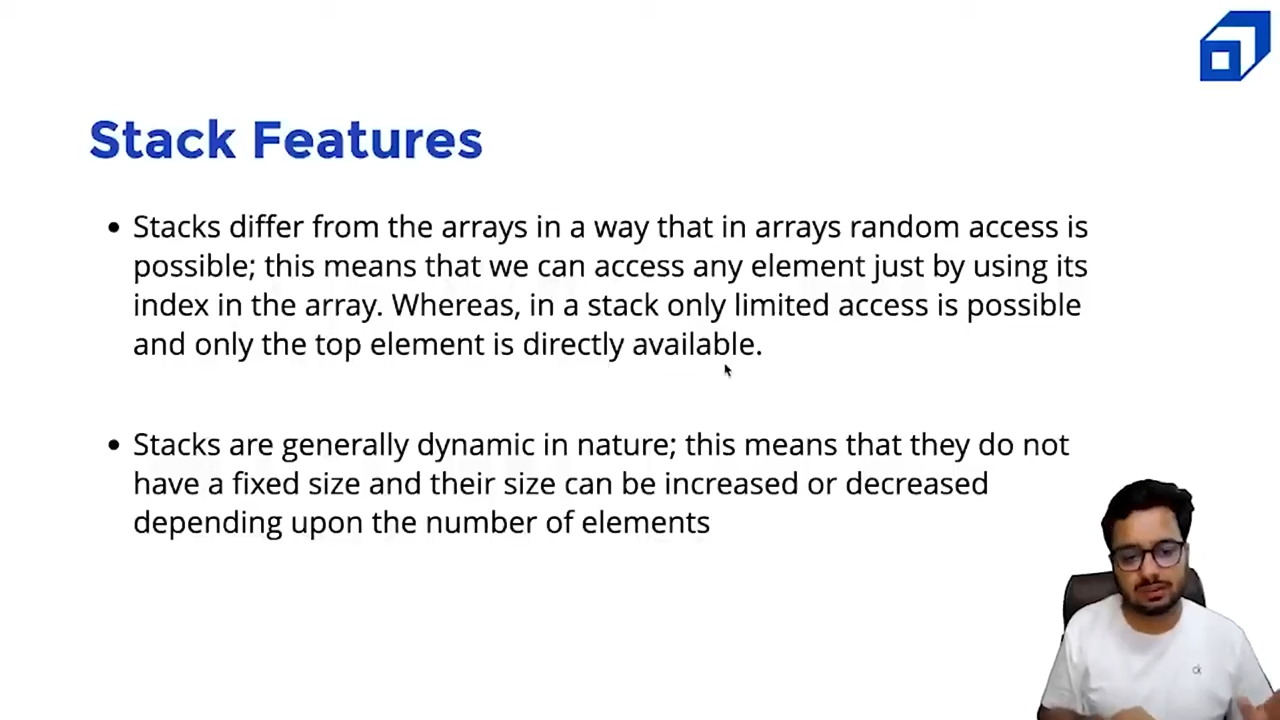 Stack Features
• Stacks differ from the arrays in a way that in arrays random access is
possible; this means that we can access any element just by using its
index in the array. Whereas, in a stack only limited access is possible
and only the top element is directly available.
• Stacks are generally dynamic in nature; this means that they do not
have a fixed size and their size can be increased or decreased
depending upon the number of elements
ck